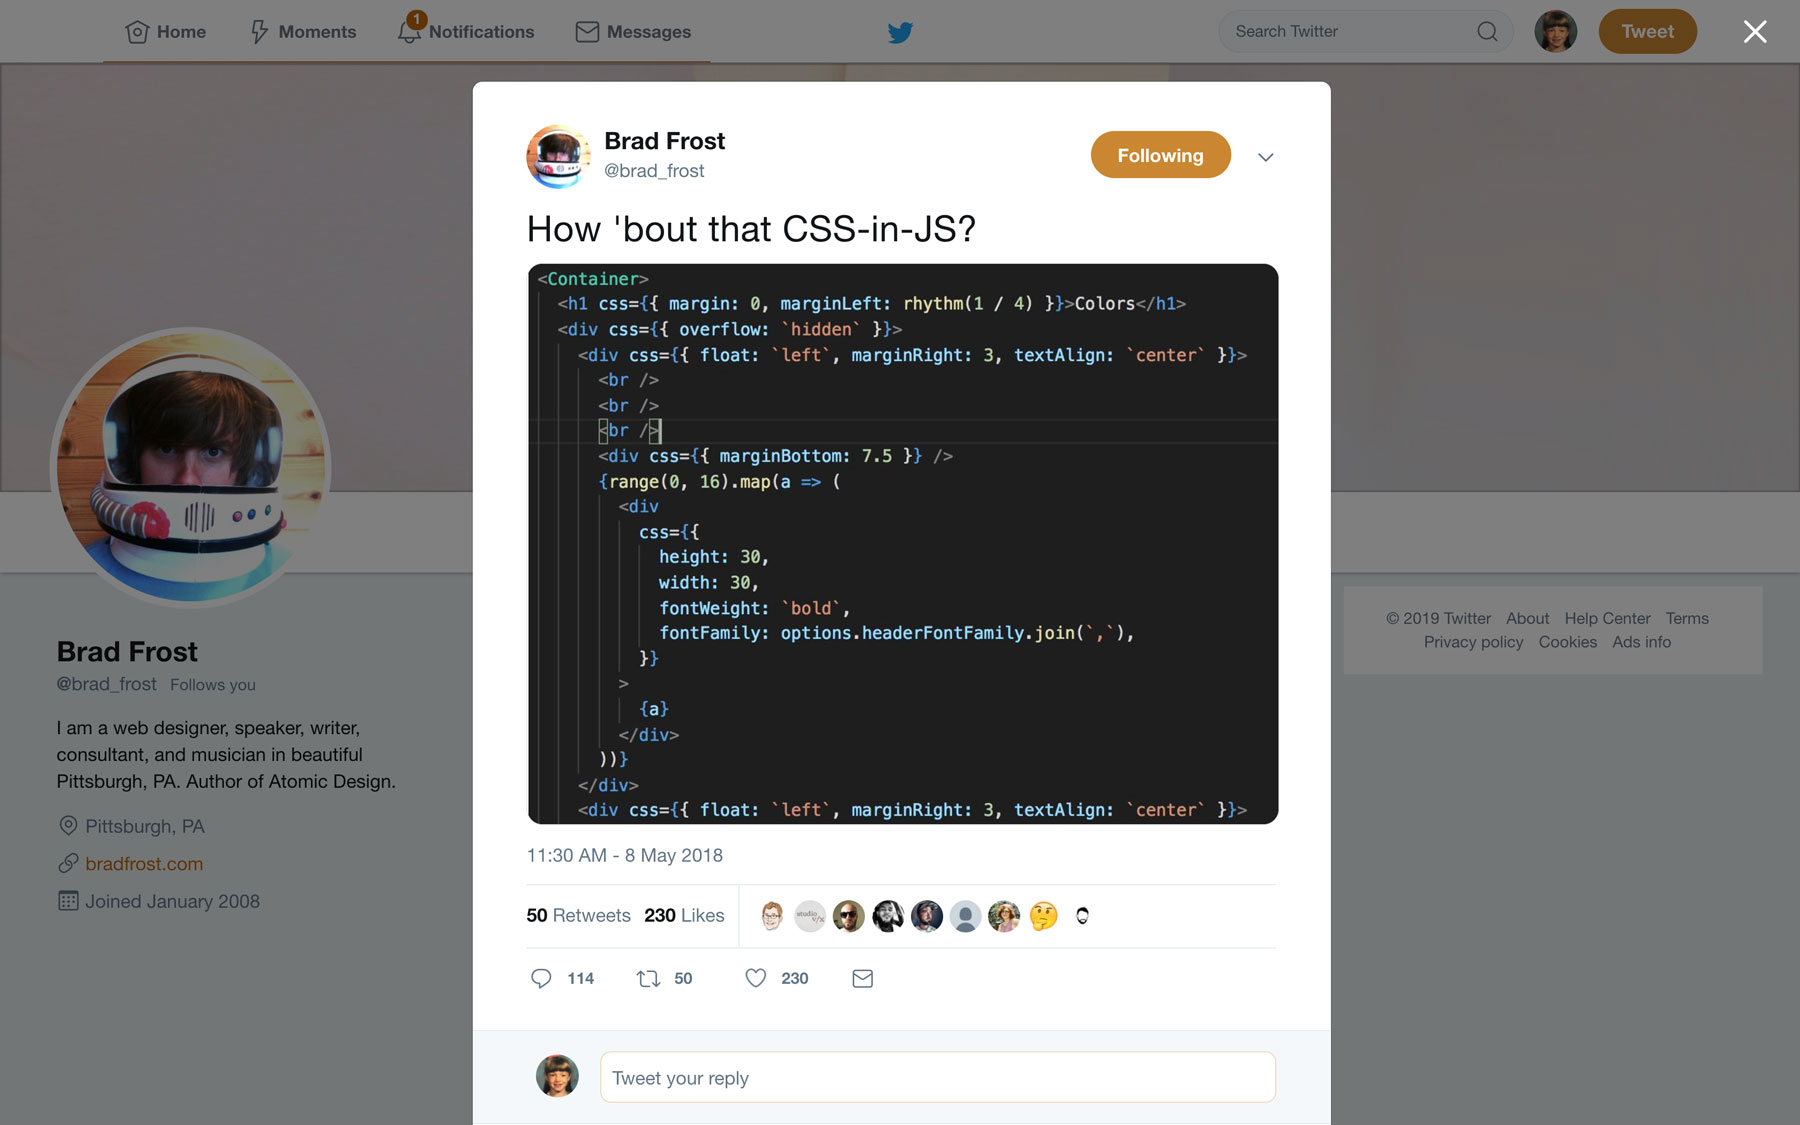 Home
Moments
1
Notifications
Messages
Search Twitter
Tweet
Brad Frost
@brad_frost
Following
How 'bout that CSS-in-JS?
<Container>
<h1 css={{ margin: 0, marginLeft: rhythm(1 / 4) }}>Colors</h1>
<div css={{ overflow: `hidden` }}>
<div css={{ float: `left`, marginRight: 3, textAlign: `center` }}>
<br />
<br />
<br />
<div css={{ marginBottom: 7.5 }} />
{range(0, 16).map(a => (
<div
css={{
height: 30,
width: 30,
fontWeight: `bold`,
fontFamily: options.headerFontFamily.join(`,`),
}}
>
{a}
</div>
))}
</div>
<div css={{ float: `left`, marginRight: 3, textAlign: `center` }}>
11:30 AM - 8 May 2018
50 Retweets 230 Likes
studio
v/x
114
50
230
Tweet your reply
Brad Frost
@brad_frost Follows you
I am a web designer, speaker, writer,
consultant, and musician in beautiful
Pittsburgh, PA. Author of Atomic Design.
Pittsburgh, PA
bradfrost.com
Joined January 2008
© 2019 Twitter About Help Center Terms
Privacy policy Cookies Ads info